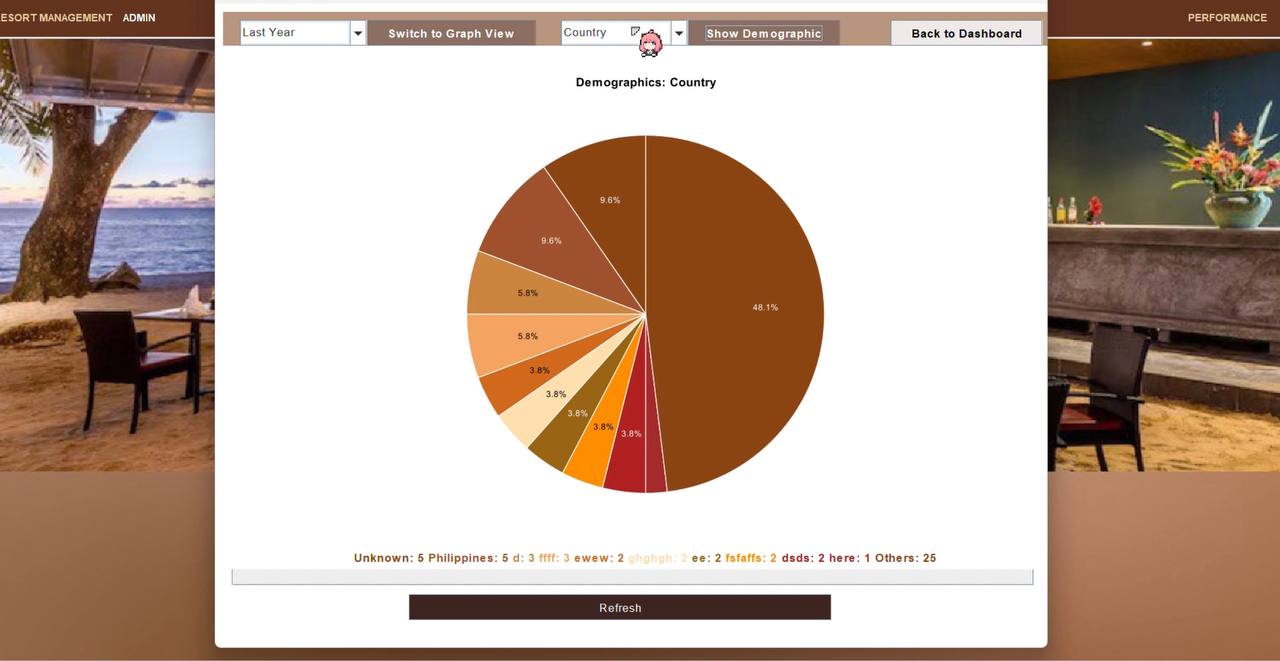 ESORT MANAGEMENT ADMIN PERFORMANCE
Last Year Switch to Graph View Country Show Demographic Back to Dashboard
Demographics: Country
9.6%
48.1%
9.6%
5.8%
5.8%
3.8%
3.8%
3.8%
3.8%
3.8%
Unknown: 5 Philippines: 5 d: 3 ffff: 3 ewew: 2 ghghgh: 2 ee: 2 fsfaffs: 2 dsds: 2 here: 1 Others: 25
Refresh